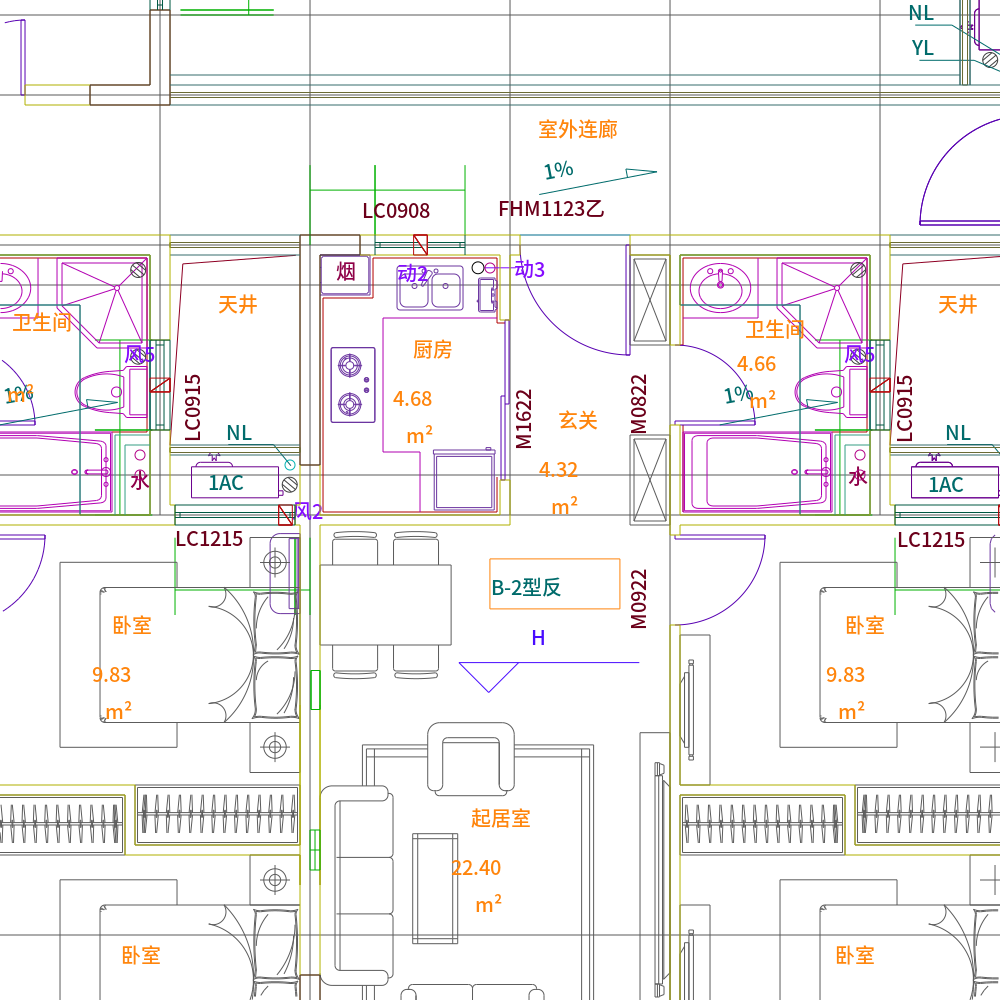 NL
YL
室外连廊
1%
LC0908
FHM1123乙
烟
动2
动3
天井
天井
卫生间
卫生间
风5
风5
厨房
4.66
m²
m²
1%
1%
4.68
m²
LC0915
M1622
M0822
LC0915
玄关
4.32
m²
NL
NL
水
水
1AC
1AC
风2
LC1215
LC1215
B-2型反
M0922
H
卧室
9.83
m²
卧室
9.83
m²
起居室
22.40
m²
卧室
卧室